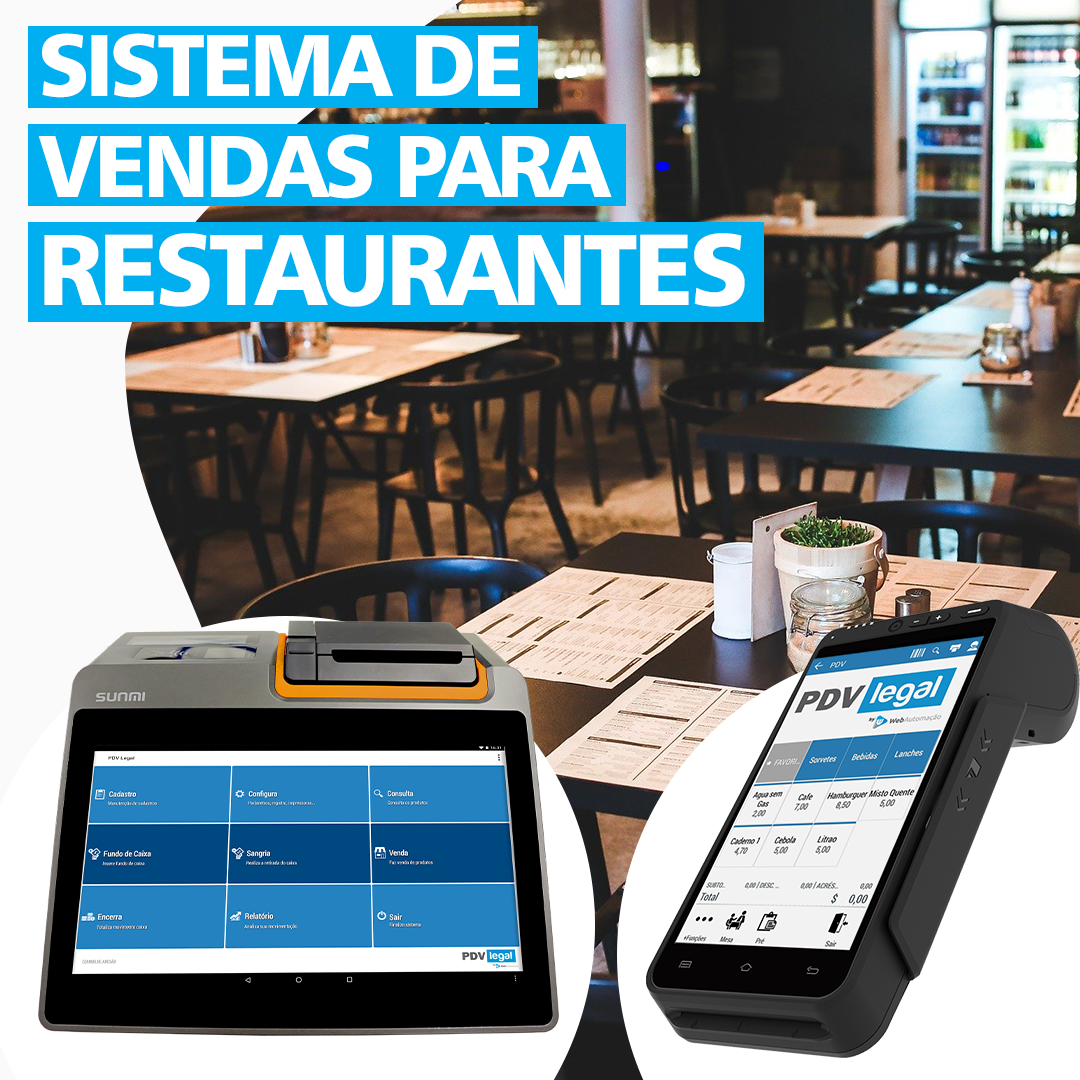 SISTEMA DE
VENDAS PARA
RESTAURANTES
SUNMI
PDV Legal
Cadastro
Manutenção de cadastros
Configura
Parâmetros, registro, impressoras...
Consulta
Consulta os produtos
Fundo de Caixa
Insere fundo de caixa
Sangria
Realiza a retirada do caixa
Venda
Faz venda de produtos
Encerra
Totaliza movimento caixa
Relatório
Analisa sua movimentação
Sair
Finaliza sistema
PDV legal
PDV
PDV legal
by WebAutomação
FAVORI... Sorvetes Bebidas Lanches
Agua sem Gas 2,00
Cafe 7,00
Hamburguer 8,50
Misto Quente 5,00
Caderno 1 4,70
Cebola 5,00
Litrao 5,00
SUBTO.. 0,00 | DESC. ... 0,00 | ACRÉS... 0,00
Total $ 0,00
+Funções Mesa Pré Sair